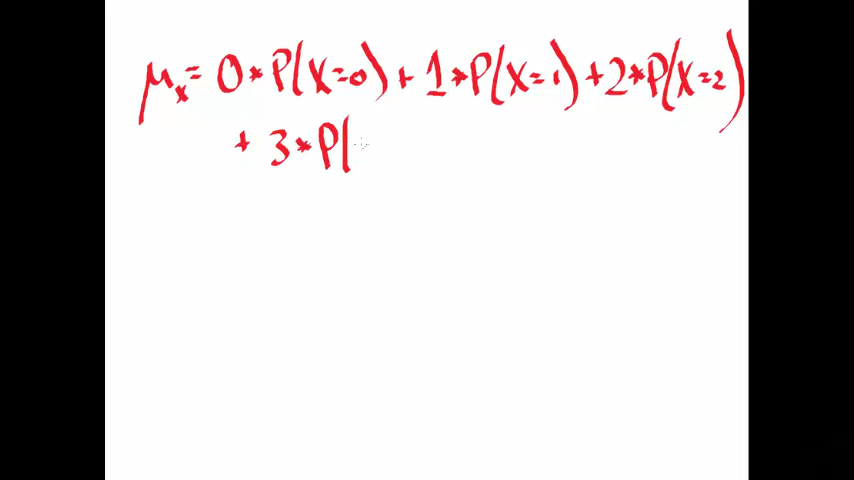 μx = 0 * P(X=0) + 1 * P(X=1) + 2 * P(X=2)
+ 3 * P(